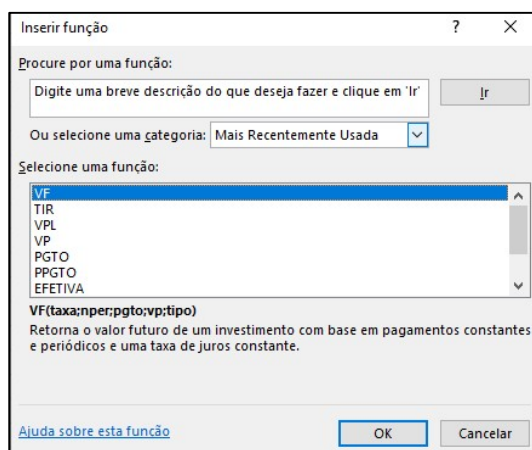 Inserir função ? X
Procure por uma função:
Digite uma breve descrição do que deseja fazer e clique em 'Ir'
Ir
Ou selecione uma categoria: Mais Recentemente Usada
Selecione uma função:
VF
TIR
VPL
VP
PGTO
PPGTO
EFETIVA
VF(taxa;nper;pgto;vp;tipo)
Retorna o valor futuro de um investimento com base em pagamentos constantes
e periódicos e uma taxa de juros constante.
Ajuda sobre esta função
OK
Cancelar